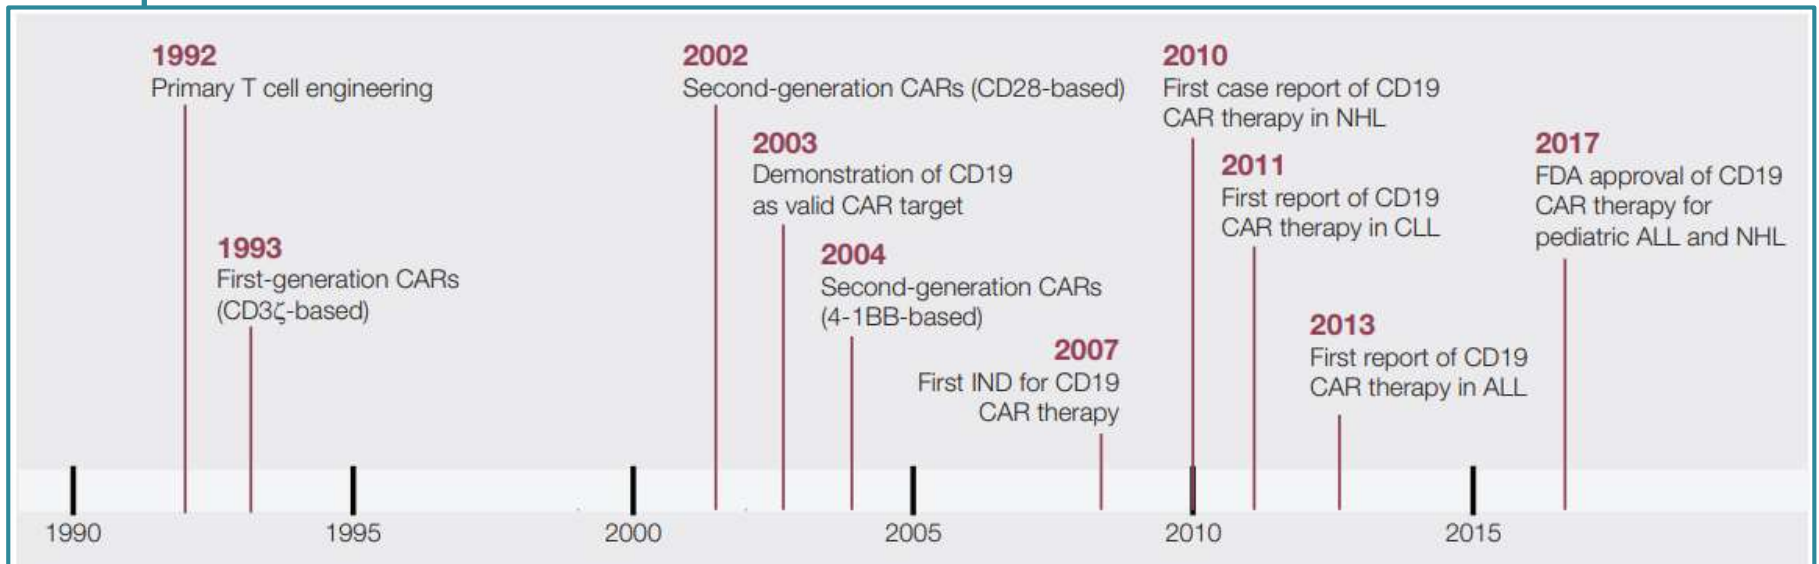 1992
Primary T cell engineering
1993
First-generation CARs
(CD3ζ-based)
2002
Second-generation CARs (CD28-based)
2003
Demonstration of CD19
as valid CAR target
2004
Second-generation CARs
(4-1BB-based)
2007
First IND for CD19
CAR therapy
2010
First case report of CD19
CAR therapy in NHL
2011
First report of CD19
CAR therapy in CLL
2013
First report of CD19
CAR therapy in ALL
2017
FDA approval of CD19
CAR therapy for
pediatric ALL and NHL
1990
1995
2000
2005
2010
2015